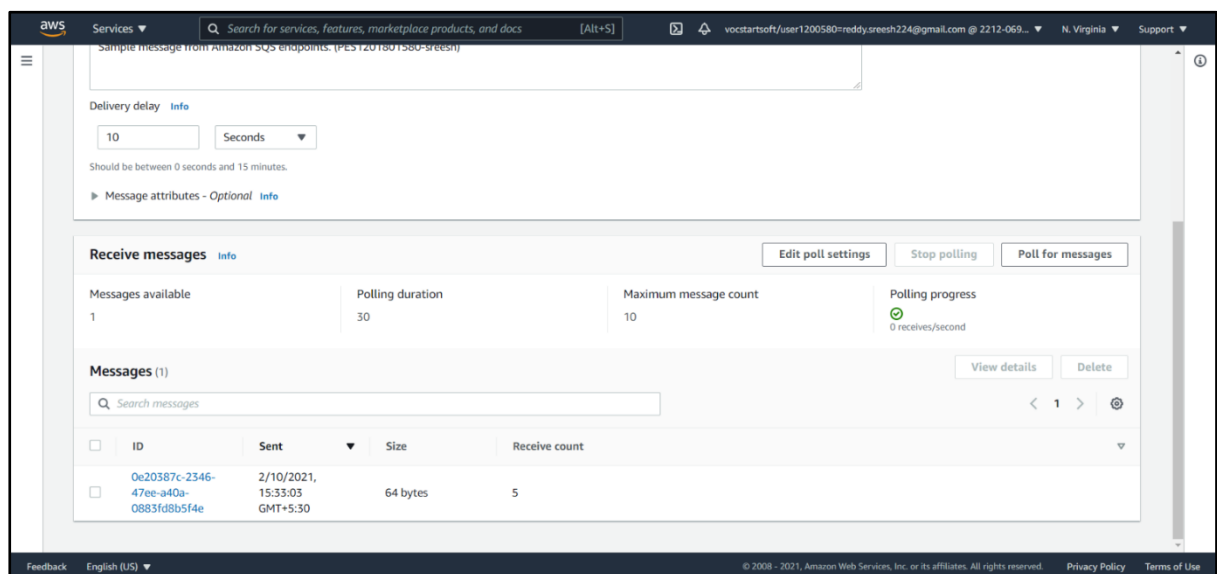 aws Services ▼ Search for services, features, marketplace products, and docs [Alt+S] vocstartsoft/user1200580=reddy.sreesh224@gmail.com @ 2212-069... ▼ N. Virginia ▼ Support ▼
Sample message from Amazon SQS endpoints. (PES1201801580-sreesh)
Delivery delay Info
10 Seconds ▼
Should be between 0 seconds and 15 minutes.
▶ Message attributes - Optional Info
Receive messages Info Edit poll settings Stop polling Poll for messages
Messages available Polling duration Maximum message count Polling progress
1 30 10
0 receives/second
Messages (1) View details Delete
Search messages < 1 >
ID Sent ▼ Size Receive count
0e20387c-2346- 2/10/2021,
47ee-a40a- 15:33:03 64 bytes 5
0883fd8b5f4e GMT+5:30
Feedback English (US) ▼ © 2008 - 2021, Amazon Web Services, Inc. or its affiliates. All rights reserved. Privacy Policy Terms of Use